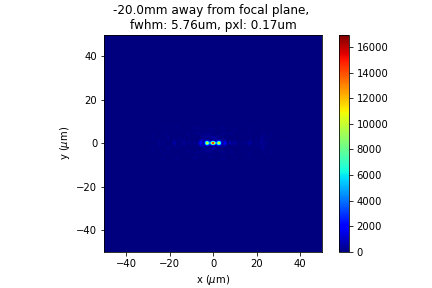 -20.0mm away from focal plane,
fwhm: 5.76um, pxl: 0.17um
40
20
0
−20
−40
y (μm)
−40 −20 0 20 40
x (μm)
16000
14000
12000
10000
8000
6000
4000
2000
0